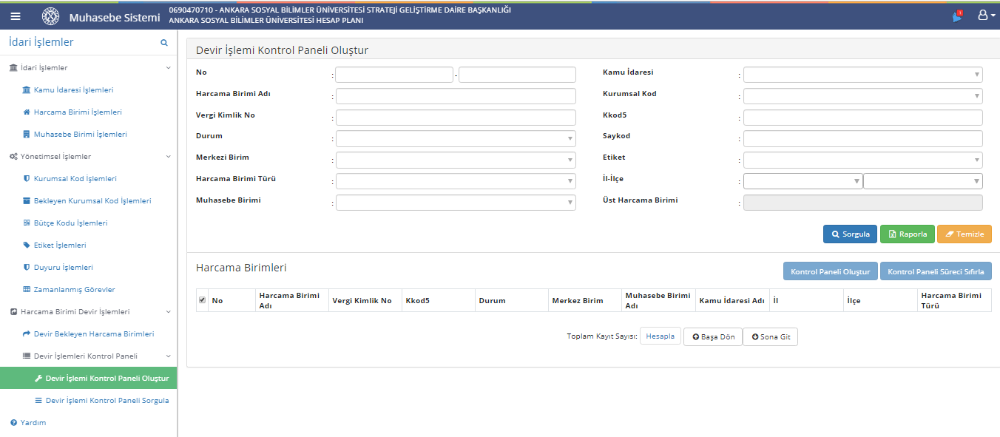 Muhasebe Sistemi
0690470710 - ANKARA SOSYAL BİLİMLER ÜNİVERSİTESİ STRATEJİ GELİŞTİRME DAİRE BAŞKANLIĞI
ANKARA SOSYAL BİLİMLER ÜNİVERSİTESİ HESAP PLANI
İdari İşlemler
İdari İşlemler
Kamu İdaresi İşlemleri
Harcama Birimi İşlemleri
Muhasebe Birimi İşlemleri
Yönetimsel İşlemler
Kurumsal Kod İşlemleri
Bekleyen Kurumsal Kod İşlemleri
Bütçe Kodu İşlemleri
Etiket İşlemleri
Duyuru İşlemleri
Zamanlanmış Görevler
Harcama Birimi Devir İşlemleri
Devir Bekleyen Harcama Birimleri
Devir İşlemleri Kontrol Paneli
Devir İşlemi Kontrol Paneli Oluştur
Devir İşlemi Kontrol Paneli Sorgula
Yardım
Devir İşlemi Kontrol Paneli Oluştur
No : -
Kamu İdaresi :
Harcama Birimi Adı :
Kurumsal Kod :
Vergi Kimlik No :
Kkod5 :
Durum :
Saykod :
Merkezi Birim :
Etiket :
Harcama Birimi Türü :
İl-İlçe :
Muhasebe Birimi :
Üst Harcama Birimi :
Sorgula Raporla Temizle
Harcama Birimleri
Kontrol Paneli Oluştur Kontrol Paneli Süreci Sıfırla
No Harcama Birimi Adı Vergi Kimlik No Kkod5 Durum Merkez Birim Muhasebe Birimi Adı Kamu İdaresi Adı İl İlçe Harcama Birimi Türü
Toplam Kayıt Sayısı: Hesapla Başa Dön Sona Git